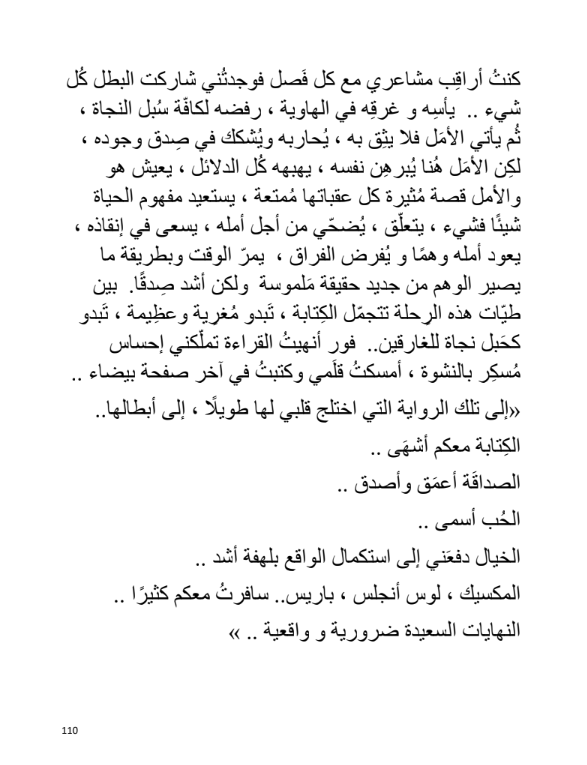 كنتُ أراقِب مشاعري مع كل فَصل فوجدتُني شاركت البطل كُل
شيء .. يأسِه و غرقِه في الهاوية ، رفضه لكافّة سُبل النجاة ،
ثُم يأتي الأمَل فلا يثِق به ، يُحاربه ويُشكك في صِدق وجوده ،
لكِن الأمَل هُنا يُبرهِن نفسه ، يهبهه كُل الدلائل ، يعيش هو
والأمل قصة مُثيرة كل عقباتها مُمتعة ، يستعيد مفهوم الحياة
شيئًا فشيء ، يتعلّق ، يُضحّي من أجل أمله ، يسعى في إنقاذه ،
يعود أمله وهمًا و يُفرض الفراق ، يمرّ الوقت وبطريقة ما
يصير الوهم من جديد حقيقة مَلموسة ولكن أشد صِدقًا. بين
طيّات هذه الرِحلة تتجمّل الكِتابة ، تَبدو مُغرية وعظِيمة ، تَبدو
كحَبل نجاة للغارقين.. فور أنهيتُ القراءة تملّكني إحساس
مُسكِر بالنشوة ، أمسكتُ قلَمي وكتبتُ في آخر صفحة بيضاء ..
«إلى تلك الرواية التي اختلج قلبي لها طويلًا ، إلى أبطالها..
الكِتابة معكم أشهَى ..
الصداقَة أعمَق وأصدق ..
الحُب أسمى ..
الخيال دفعَني إلى استكمال الواقع بلهفة أشد ..
المكسيك ، لوس أنجلس ، باريس.. سافرتُ معكم كثيرًا ..
النهايات السعيدة ضرورية و واقعية .. »
110